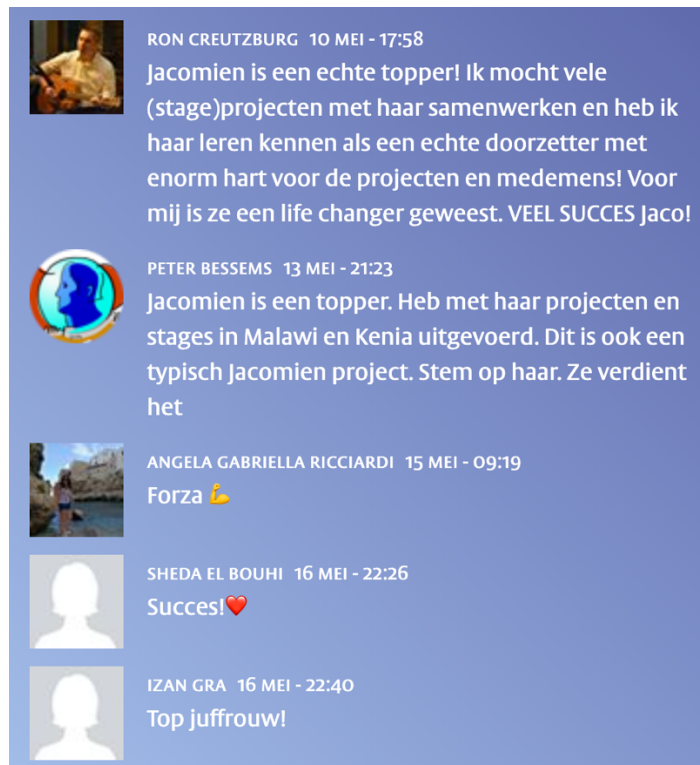 RON CREUTZBURG 10 MEI - 17:58
Jacomien is een echte topper! Ik mocht vele
(stage)projecten met haar samenwerken en heb ik
haar leren kennen als een echte doorzetter met
enorm hart voor de projecten en medemens! Voor
mij is ze een life changer geweest. VEEL SUCCES Jaco!
PETER BESSEMS 13 MEI - 21:23
Jacomien is een topper. Heb met haar projecten en
stages in Malawi en Kenia uitgevoerd. Dit is ook een
typisch Jacomien project. Stem op haar. Ze verdient
het
ANGELA GABRIELLA RICCIARDI 15 MEI - 09:19
Forza 💪
SHEDA EL BOUHI 16 MEI - 22:26
Succes!❤️
IZAN GRA 16 MEI - 22:40
Top juffrouw!